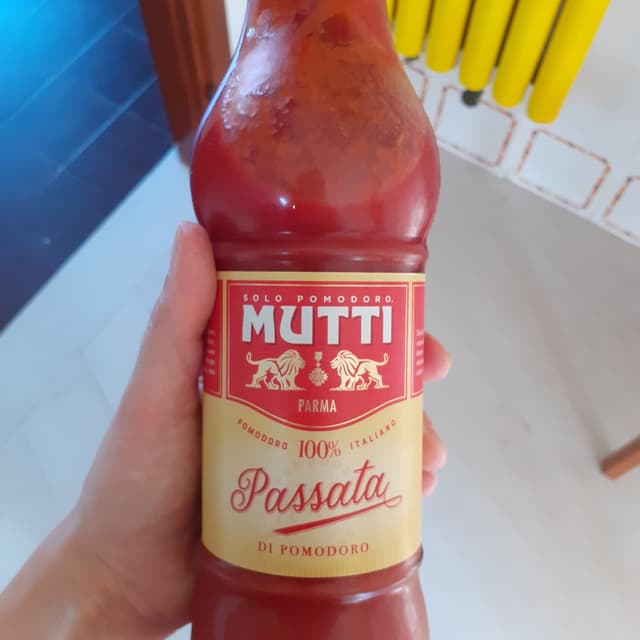 SOLO POMODORO.
MUTTI
PARMA
POMODORO 100% ITALIANO
Passata
DI POMODORO